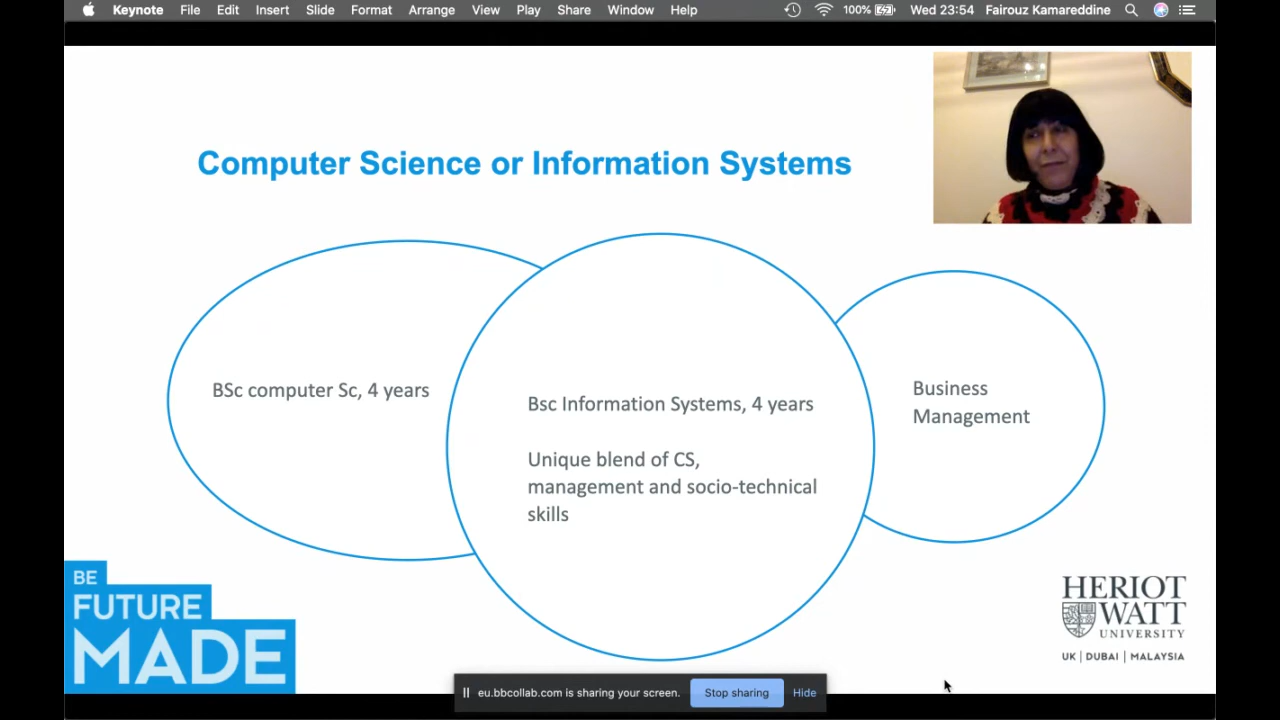 Keynote File Edit Insert Slide Format Arrange View Play Share Window Help 100% Wed 23:54 Fairouz Kamareddine
Computer Science or Information Systems
BSc computer Sc, 4 years
Bsc Information Systems, 4 years
Unique blend of CS,
management and socio-technical
skills
Business
Management
BE
FUTURE
MADE
HERIOT
WATT
UNIVERSITY
UK | DUBAI | MALAYSIA
eu.bbcollab.com is sharing your screen. Stop sharing Hide